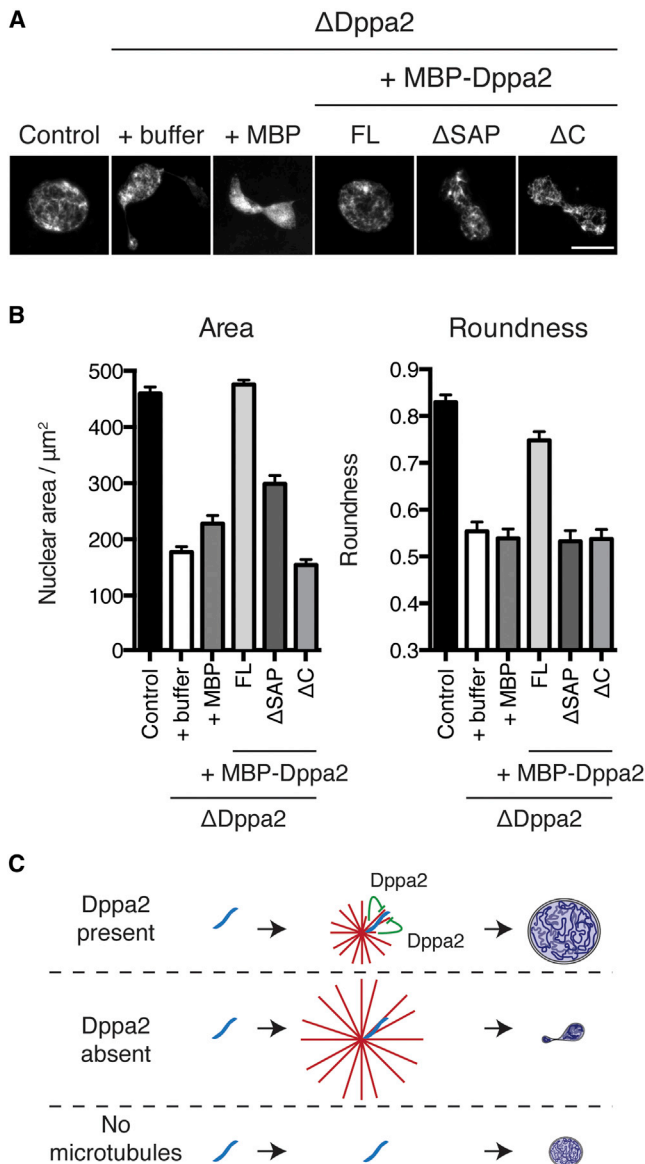 A
ΔDppa2
+ MBP-Dppa2
Control + buffer + MBP FL ΔSAP ΔC
B
Area
Roundness
Nuclear area / μm²
500
400
300
200
100
0
Control
+ buffer
+ MBP
FL
ΔSAP
ΔC
+ MBP-Dppa2
ΔDppa2
Roundness
0.9
0.8
0.7
0.6
0.5
0.4
0.3
Control
+ buffer
+ MBP
FL
ΔSAP
ΔC
+ MBP-Dppa2
ΔDppa2
C
Dppa2
present
Dppa2
Dppa2
Dppa2
absent
No
microtubules